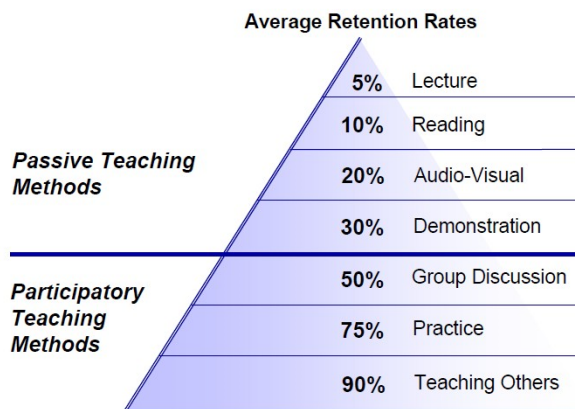 Average Retention Rates
5% Lecture
10% Reading
20% Audio-Visual
30% Demonstration
Passive Teaching
Methods
50% Group Discussion
75% Practice
90% Teaching Others
Participatory
Teaching
Methods